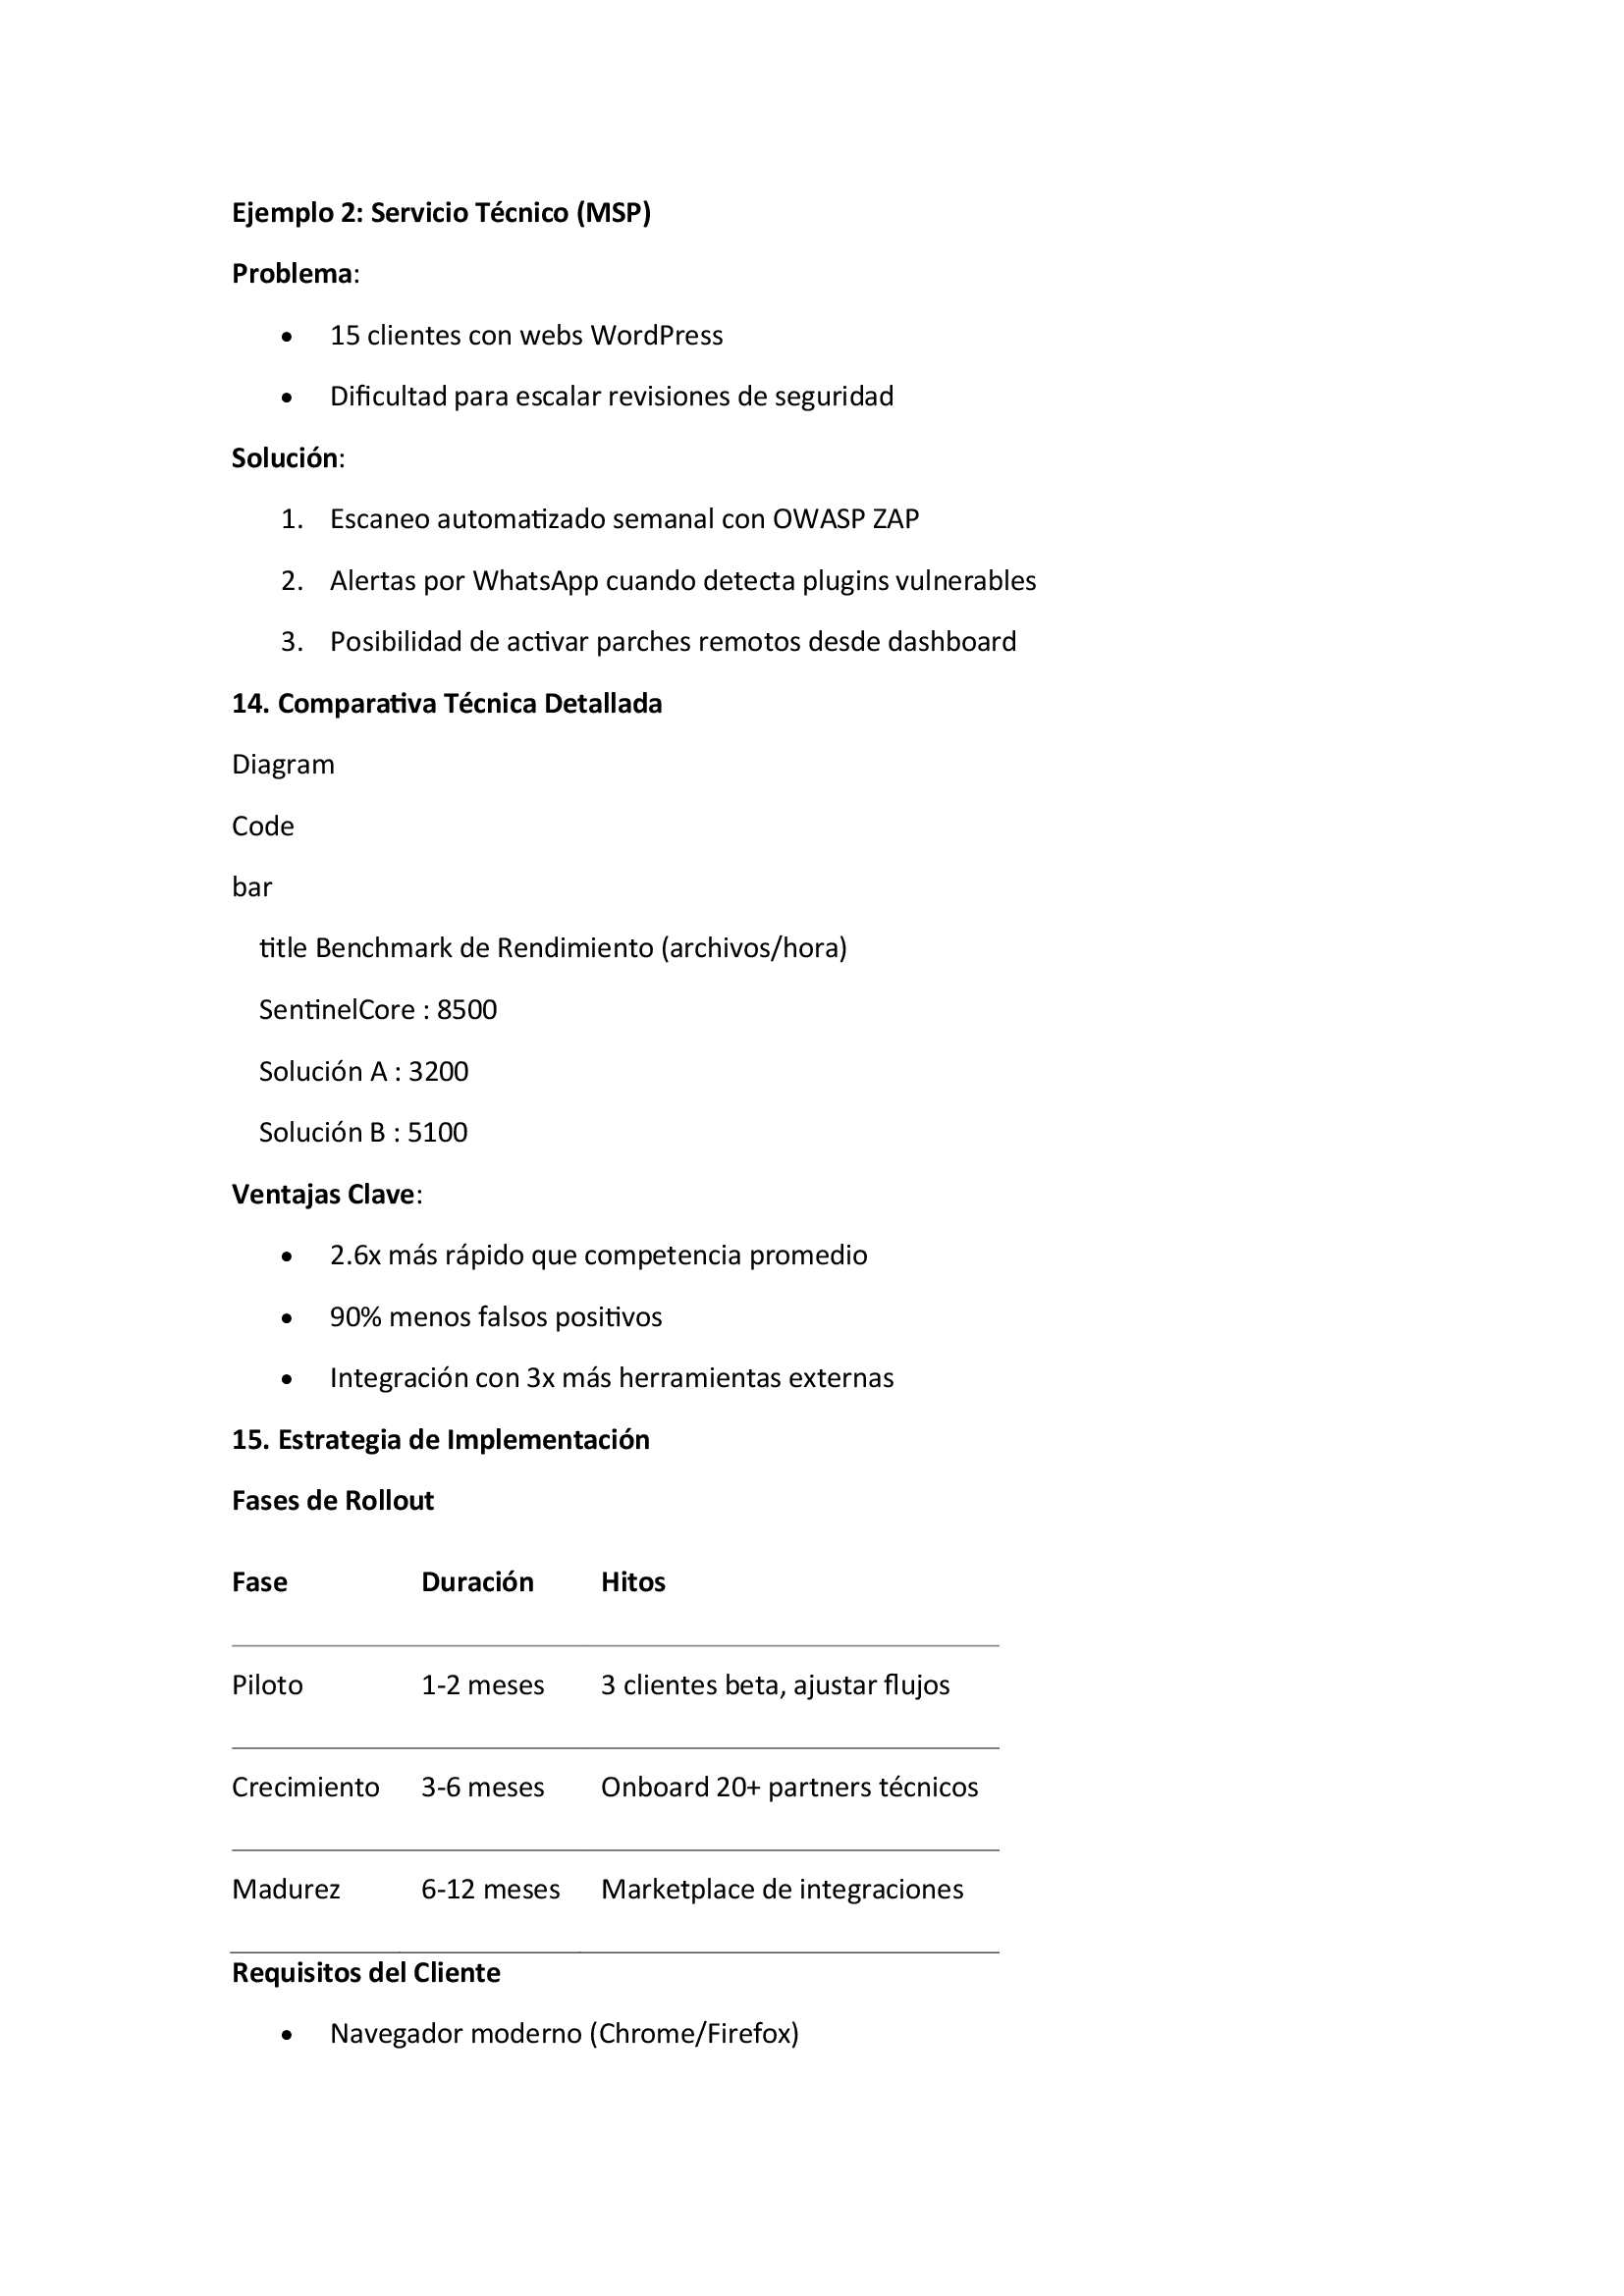 Ejemplo 2: Servicio Técnico (MSP)
Problema:
• 15 clientes con webs WordPress
• Dificultad para escalar revisiones de seguridad
Solución:
1. Escaneo automatizado semanal con OWASP ZAP
2. Alertas por WhatsApp cuando detecta plugins vulnerables
3. Posibilidad de activar parches remotos desde dashboard
14. Comparativa Técnica Detallada
Diagram
Code
bar
title Benchmark de Rendimiento (archivos/hora)
SentinelCore : 8500
Solución A : 3200
Solución B : 5100
Ventajas Clave:
• 2.6x más rápido que competencia promedio
• 90% menos falsos positivos
• Integración con 3x más herramientas externas
15. Estrategia de Implementación
Fases de Rollout
Fase Duración Hitos
Piloto 1-2 meses 3 clientes beta, ajustar flujos
Crecimiento 3-6 meses Onboard 20+ partners técnicos
Madurez 6-12 meses Marketplace de integraciones
Requisitos del Cliente
• Navegador moderno (Chrome/Firefox)